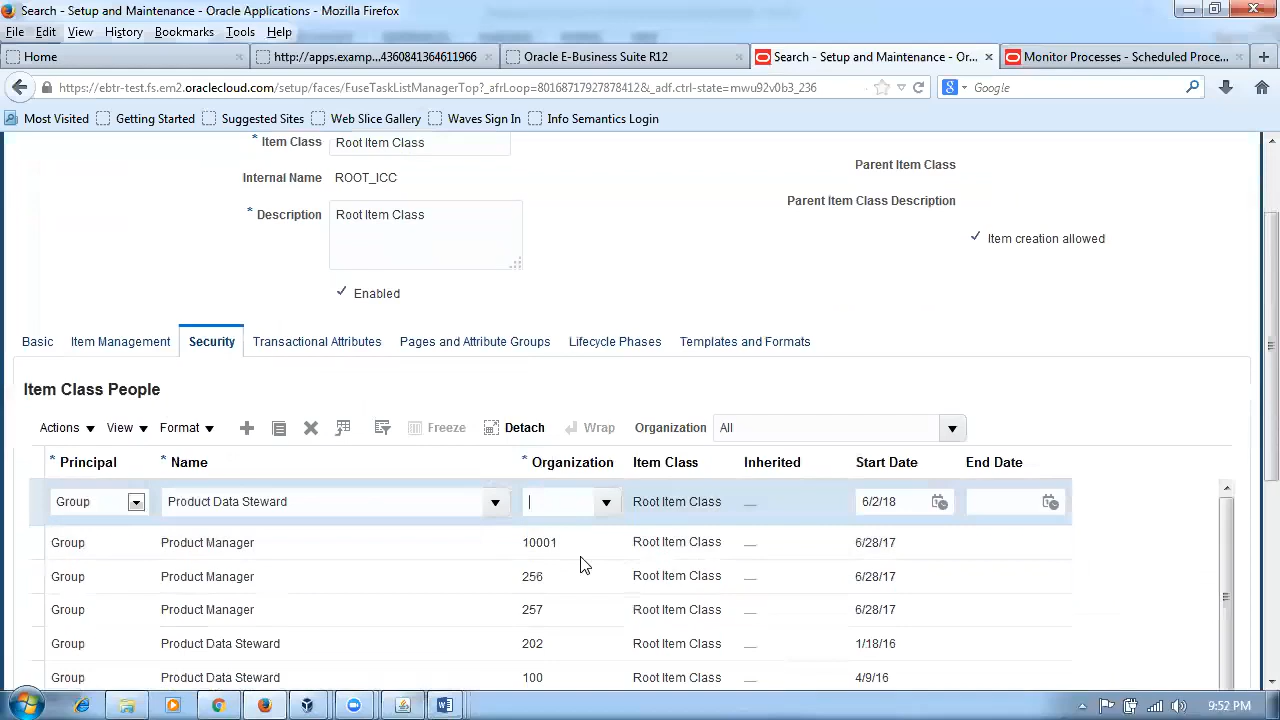 Search - Setup and Maintenance - Oracle Applications - Mozilla Firefox
File Edit View History Bookmarks Tools Help
Home http://apps.examp...4360841364611966 Oracle E-Business Suite R12 Search - Setup and Maintenance - Or... Monitor Processes - Scheduled Proce...
https://ebtr-test.fs.em2.oraclecloud.com/setup/faces/FuseTaskListManagerTop?_afrLoop=80168717927878412&_adf.ctrl-state=mwu92v0b3_236 Google
Most Visited Getting Started Suggested Sites Web Slice Gallery Waves Sign In Info Semantics Login
* Item Class Root Item Class
Parent Item Class
Internal Name ROOT_ICC
Parent Item Class Description
* Description Root Item Class
Item creation allowed
Enabled
Basic Item Management Security Transactional Attributes Pages and Attribute Groups Lifecycle Phases Templates and Formats
Item Class People
Actions View Format Freeze Detach Wrap Organization All
* Principal * Name * Organization Item Class Inherited Start Date End Date
Group Product Data Steward Root Item Class 6/2/18
Group Product Manager 10001 Root Item Class 6/28/17
Group Product Manager 256 Root Item Class 6/28/17
Group Product Manager 257 Root Item Class 6/28/17
Group Product Data Steward 202 Root Item Class 1/18/16
Group Product Data Steward 100 Root Item Class 4/9/16
9:52 PM